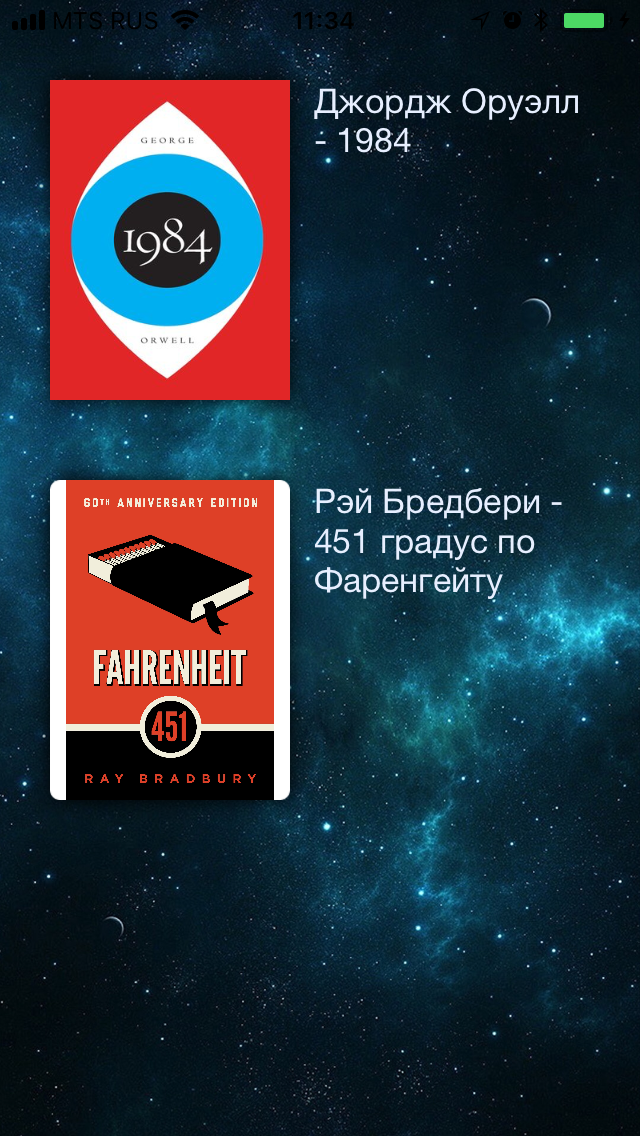 MTS RUS 11:34
GEORGE
1984
ORWELL
Джордж Оруэлл
- 1984
60TH ANNIVERSARY EDITION
FAHRENHEIT
451
RAY BRADBURY
Рэй Бредбери -
451 градус по
Фаренгейту